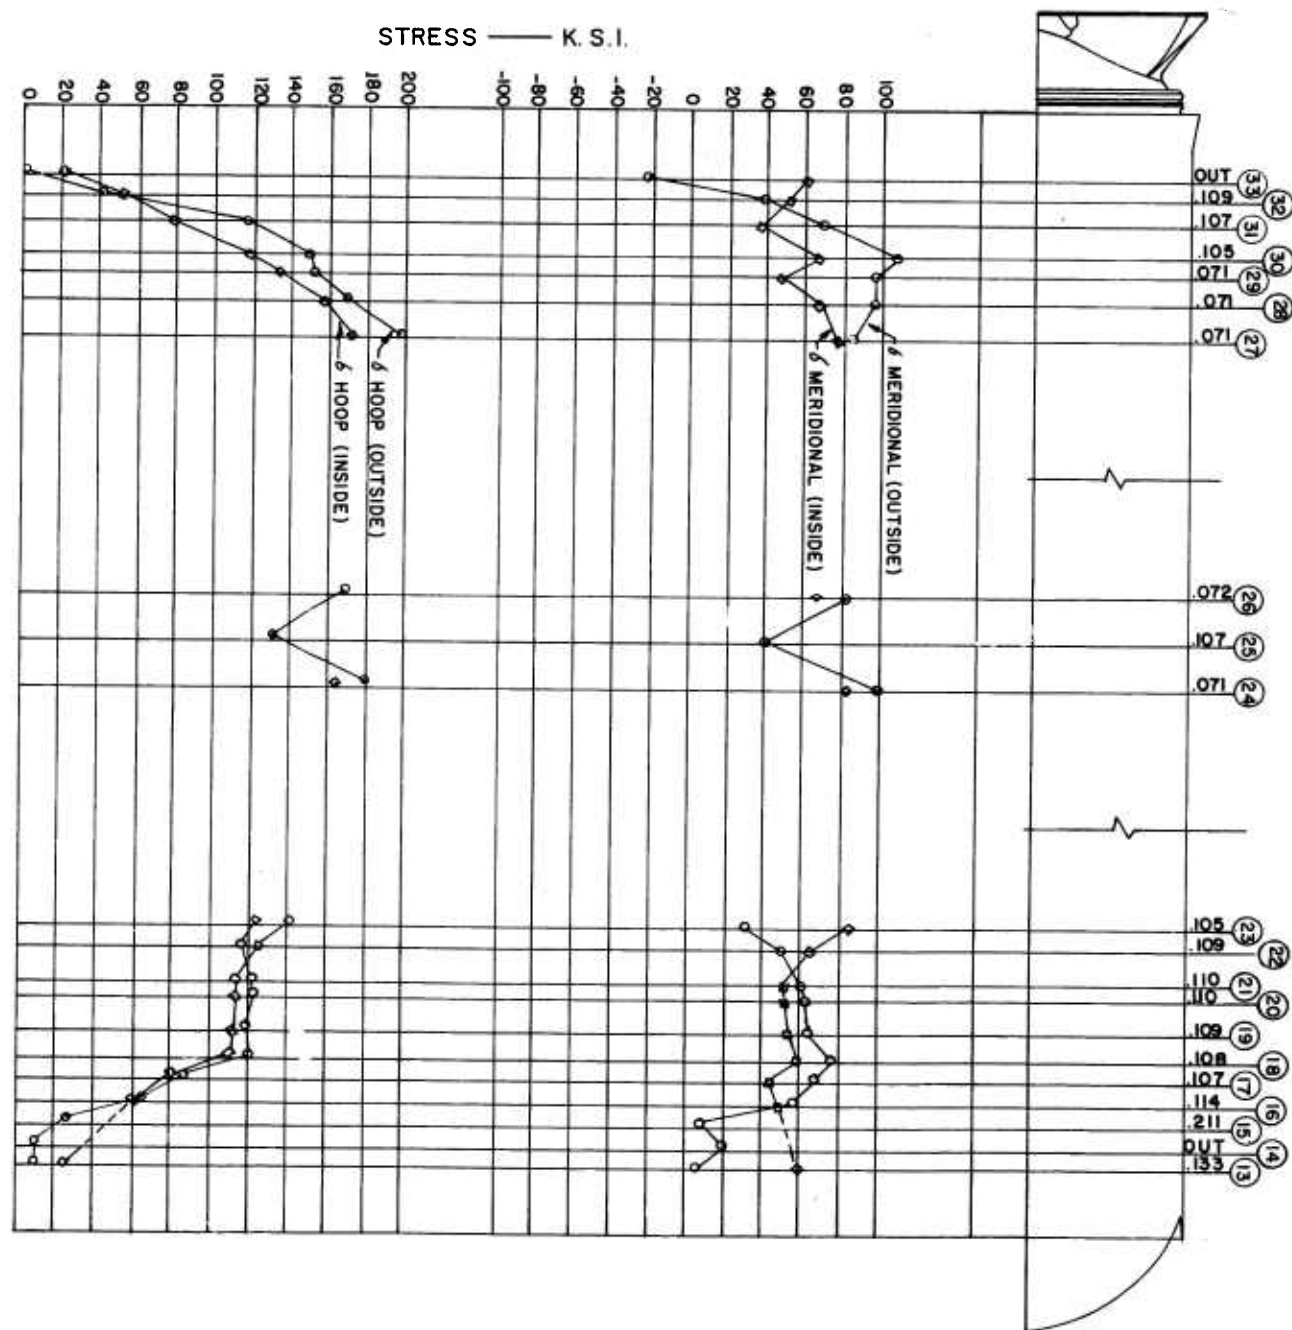 STRESS — K. S. I.
0 20 40 60 80 100 120 140 160 180 200
-100 -80 -60 -40 -20 0 20 40 60 80 100
OUT 33
.109 32
.107 31
.105 30
.071 29
.071 28
.071 27
б HOOP (INSIDE)
б HOOP (OUTSIDE)
б MERIDIONAL (INSIDE)
б MERIDIONAL (OUTSIDE)
.072 26
.107 25
.071 24
.105 23
.109 22
.110 21
.110 20
.109 19
.108 18
.107 17
.114 16
.211 15
OUT 14
.133 13